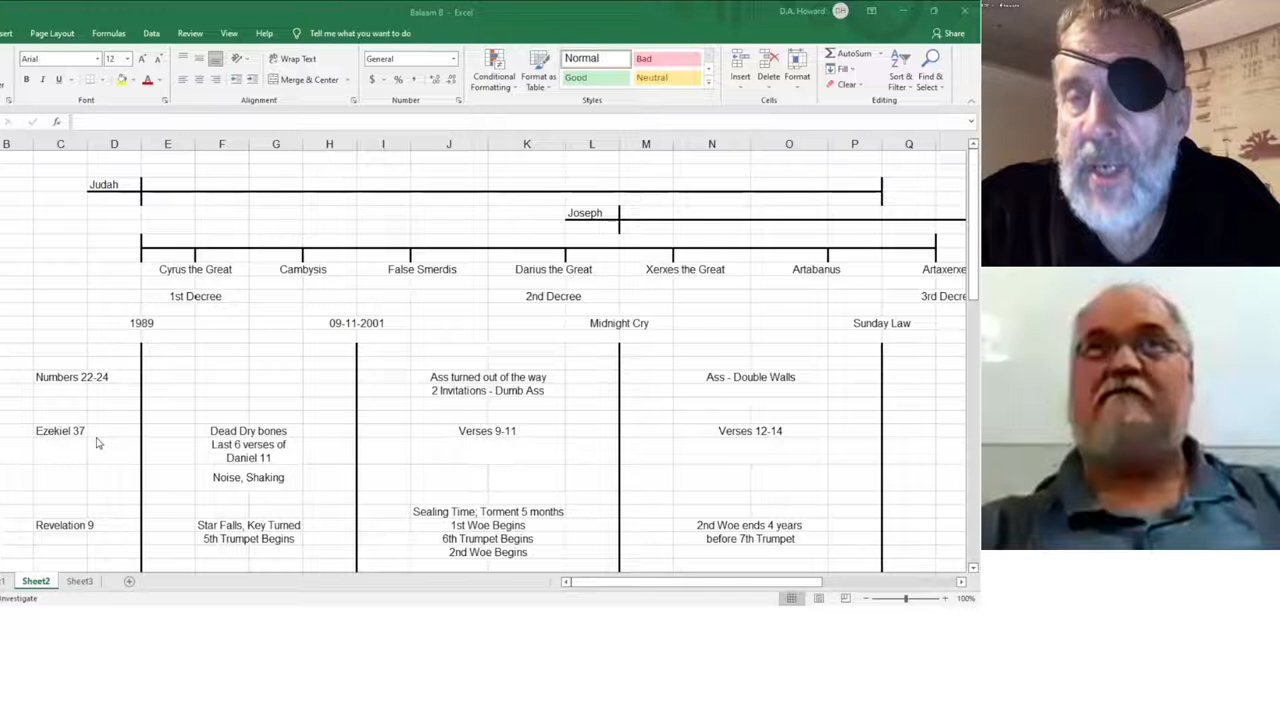 Balaam B - Excel
D.A. Howard
DH
sert Page Layout Formulas Data Review View Help Tell me what you want to do
Share
Arial 12 A A Wrap Text General Conditional Formatting Format as Table Normal Bad Insert Delete Format AutoSum Sort & Filter Find & Select
B I U A Merge & Center $ % , Good Neutral Fill
Clear
Font Alignment Number Styles Cells Editing
fx
B C D E F G H I J K L M N O P Q
Judah
Joseph
Cyrus the Great Cambysis False Smerdis Darius the Great Xerxes the Great Artabanus Artaxerxe
1st Decree 2nd Decree 3rd Decre
1989 09-11-2001 Midnight Cry Sunday Law
Numbers 22-24 Ass turned out of the way Ass - Double Walls
2 Invitations - Dumb Ass
Ezekiel 37 Dead Dry bones Verses 9-11 Verses 12-14
Last 6 verses of
Daniel 11
Noise, Shaking
Sealing Time; Torment 5 months
Revelation 9 Star Falls, Key Turned 1st Woe Begins 2nd Woe ends 4 years
5th Trumpet Begins 6th Trumpet Begins before 7th Trumpet
2nd Woe Begins
1 Sheet2 Sheet3
investigate 100%